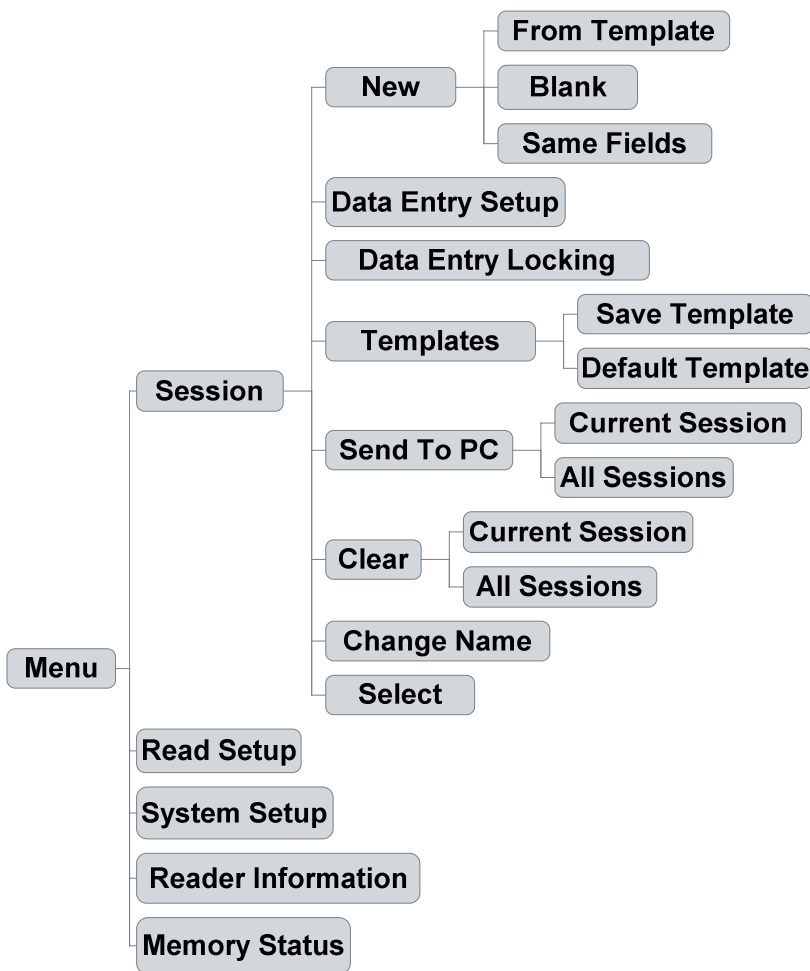 From Template
New
Blank
Same Fields
Data Entry Setup
Data Entry Locking
Save Template
Templates
Default Template
Session
Current Session
Send To PC
All Sessions
Current Session
Clear
All Sessions
Change Name
Menu
Select
Read Setup
System Setup
Reader Information
Memory Status